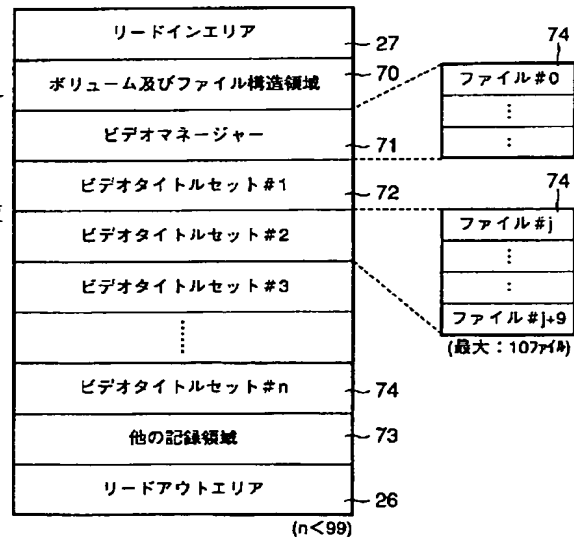 リードインエリア
27
ボリューム及びファイル構造領域
70
ビデオマネージャー
71
ビデオタイトルセット#1
72
ビデオタイトルセット#2
ビデオタイトルセット#3
ビデオタイトルセット#n
74
他の記録領域
73
リードアウトエリア
26
(n<99)
74
ファイル#0
74
ファイル#j
ファイル#j+9
(最大:10ファイル)